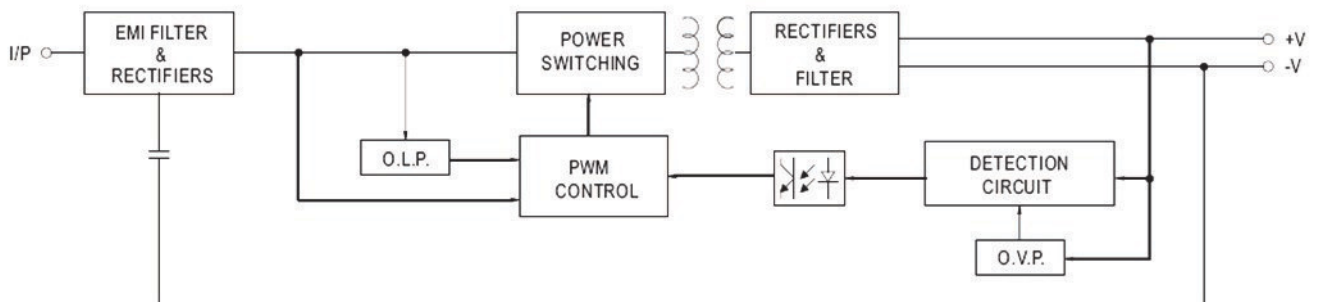 I/P
EMI FILTER
&
RECTIFIERS
POWER
SWITCHING
RECTIFIERS
&
FILTER
+V
-V
O.L.P.
PWM
CONTROL
DETECTION
CIRCUIT
O.V.P.